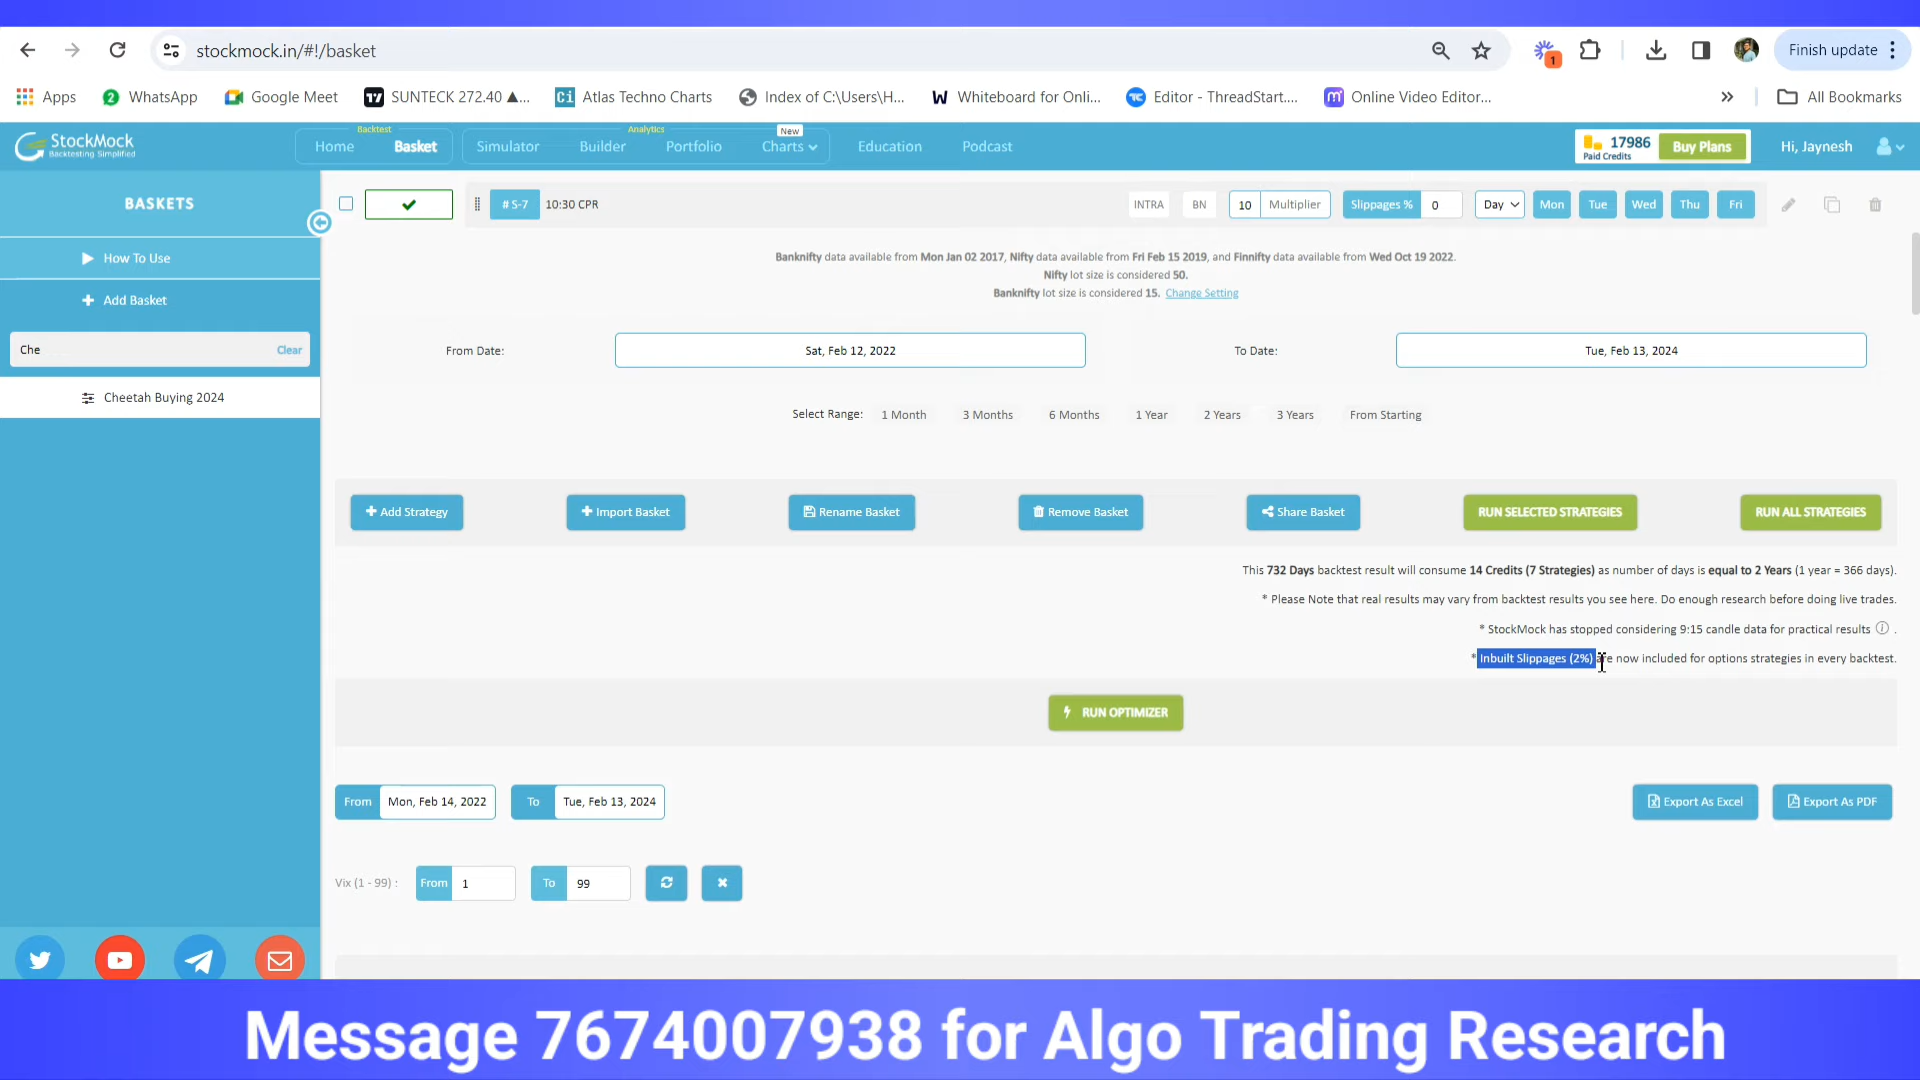 stockmock.in/#!/basket
Finish update
1
Apps
2 WhatsApp
Google Meet
17 SUNTECK 272.40 ▲...
Ci Atlas Techno Charts
Index of C:\Users\H...
W Whiteboard for Onli...
TC Editor - ThreadStart....
m Online Video Editor...
»
All Bookmarks
StockMock
Backtesting Simplified
Backtest
Home
Basket
Analytics
Simulator
Builder
Portfolio
New
Charts
Education
Podcast
17986
Paid Credits
Buy Plans
Hi, Jaynesh
BASKETS
How To Use
+ Add Basket
Che
Clear
Cheetah Buying 2024
# S-7
10:30 CPR
INTRA
BN
10 Multiplier
Slippages % 0
Day
Mon
Tue
Wed
Thu
Fri
Banknifty data available from Mon Jan 02 2017, Nifty data available from Fri Feb 15 2019, and Finnifty data available from Wed Oct 19 2022.
Nifty lot size is considered 50.
Banknifty lot size is considered 15. Change Setting
From Date:
Sat, Feb 12, 2022
To Date:
Tue, Feb 13, 2024
Select Range:
1 Month
3 Months
6 Months
1 Year
2 Years
3 Years
From Starting
+ Add Strategy
+ Import Basket
Rename Basket
Remove Basket
Share Basket
RUN SELECTED STRATEGIES
RUN ALL STRATEGIES
This 732 Days backtest result will consume 14 Credits (7 Strategies) as number of days is equal to 2 Years (1 year = 366 days).
* Please Note that real results may vary from backtest results you see here. Do enough research before doing live trades.
* StockMock has stopped considering 9:15 candle data for practical results ⓘ .
* Inbuilt Slippages (2%) are now included for options strategies in every backtest.
RUN OPTIMIZER
From Mon, Feb 14, 2022
To Tue, Feb 13, 2024
Export As Excel
Export As PDF
Vix (1 - 99) :
From 1
To 99
Message 7674007938 for Algo Trading Research